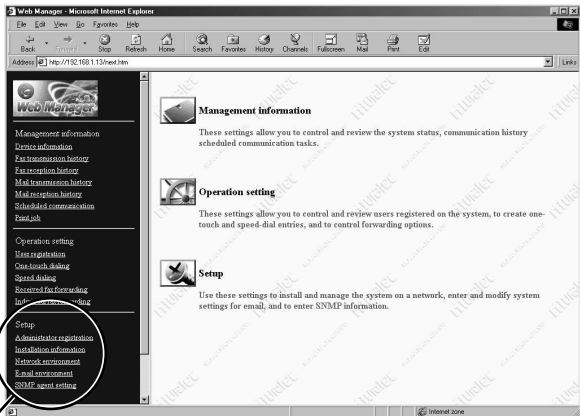 Web Manager - Microsoft Internet Explorer
File Edit View Go Favorites Help
Back Forward Stop Refresh Home Search Favorites History Channels Fullscreen Mail Print Edit
Address http://192.168.1.13/next.htm Links
Web Manager
Management information
Device information
Fax transmission history
Fax reception history
Mail transmission history
Mail reception history
Scheduled communication
Print job
Operation setting
User registration
One-touch dialing
Speed dialing
Received fax forwarding
Setup
Administrator registration
Installation information
Network environment
E-mail environment
SNMP agent setting
Management information
These settings allow you to control and review the system status, communication history
scheduled communication tasks.
Operation setting
These settings allow you to control and review users registered on the system, to create one-
touch and speed-dial entries, and to control forwarding options.
Setup
Use these settings to install and manage the system on a network, enter and modify system
settings for email, and to enter SNMP information.
Internet zone